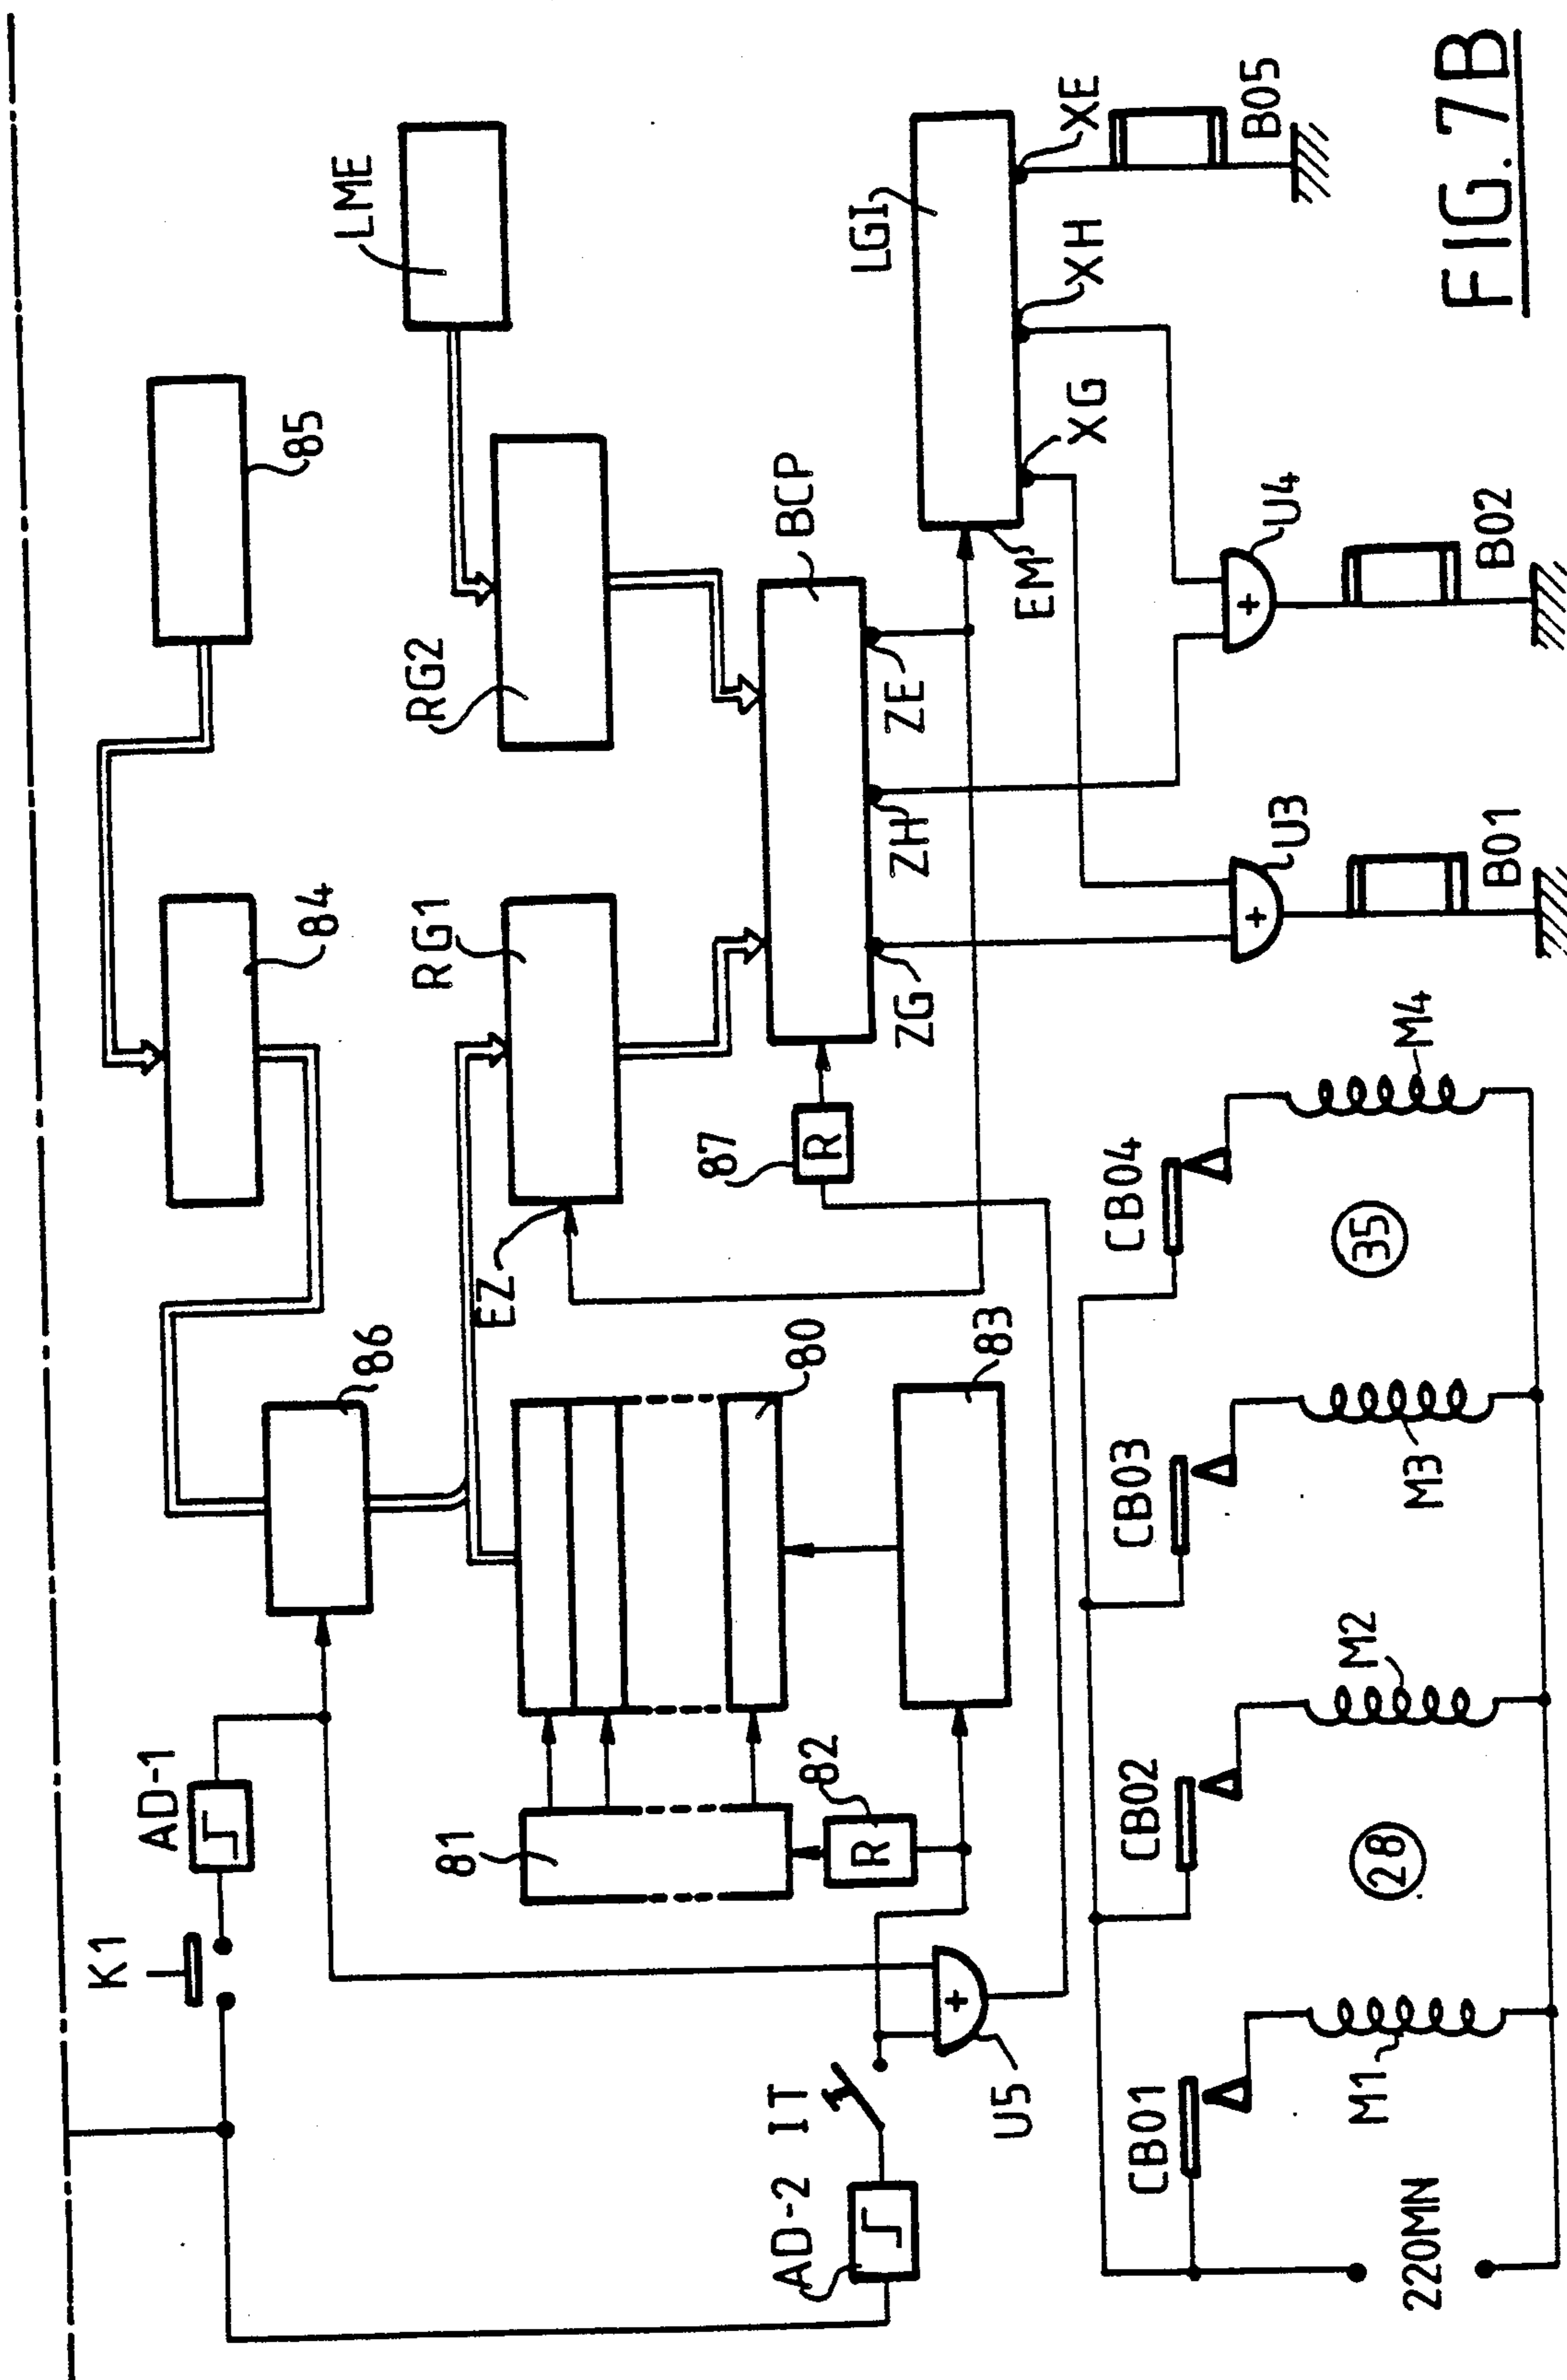 K1
AD-1
86
84
85
LME
81
EZ
RG1
RG2
82
R
80
87
R
BCP
IT
AD-2
U5
83
ZG
ZH
ZE
EM
LGI
XG
XH
XE
CB01
CB02
CB03
CB04
U3
+
U4
+
+
B05
220MN
M1
28
M2
M3
35
M4
B01
B02
FIG.7B